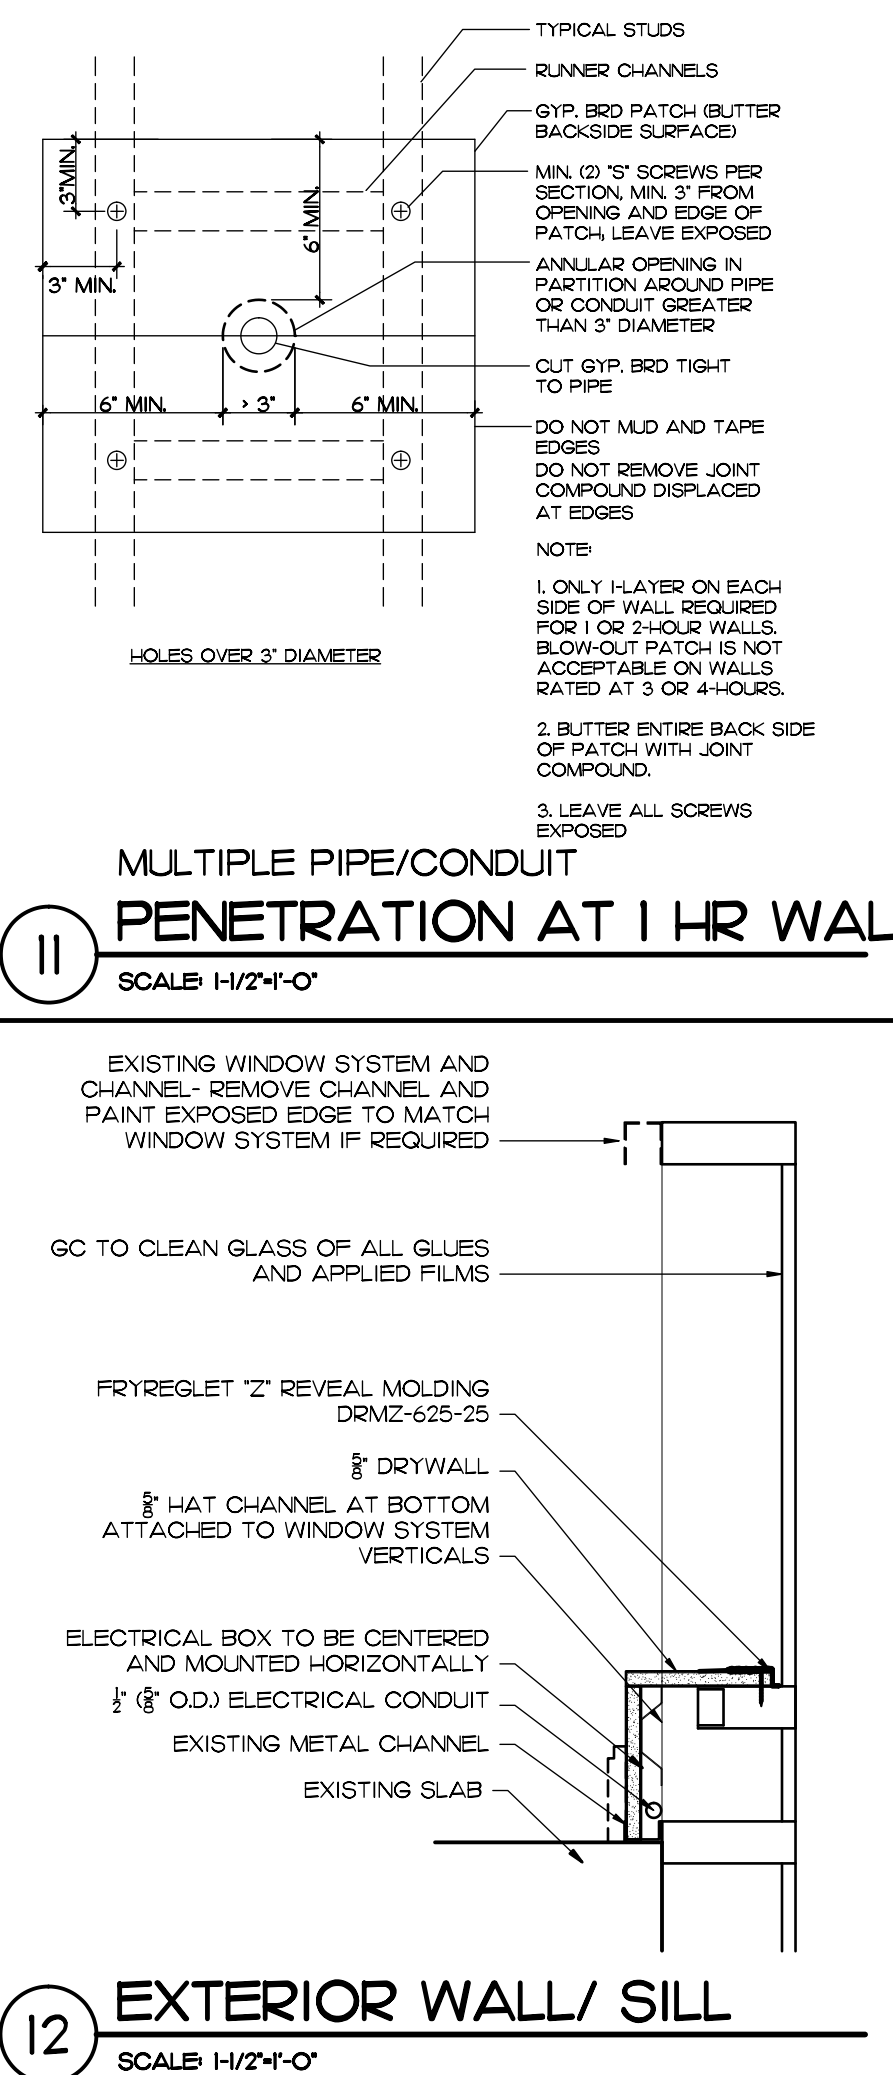 TYPICAL STUDS
RUNNER CHANNELS
GYP. BRD PATCH (BUTTER
BACKSIDE SURFACE)
3"MIN.
6" MIN.
MIN. (2) "S" SCREWS PER
SECTION, MIN. 3" FROM
OPENING AND EDGE OF
PATCH, LEAVE EXPOSED
3" MIN.
ANNULAR OPENING IN
PARTITION AROUND PIPE
OR CONDUIT GREATER
THAN 3" DIAMETER
CUT GYP. BRD TIGHT
TO PIPE
6" MIN. > 3" 6" MIN.
DO NOT MUD AND TAPE
EDGES
DO NOT REMOVE JOINT
COMPOUND DISPLACED
AT EDGES
NOTE:
1. ONLY 1-LAYER ON EACH
SIDE OF WALL REQUIRED
FOR 1 OR 2-HOUR WALLS.
BLOW-OUT PATCH IS NOT
ACCEPTABLE ON WALLS
RATED AT 3 OR 4-HOURS.
2. BUTTER ENTIRE BACK SIDE
OF PATCH WITH JOINT
COMPOUND.
3. LEAVE ALL SCREWS
EXPOSED
HOLES OVER 3" DIAMETER
MULTIPLE PIPE/CONDUIT
11 PENETRATION AT 1 HR WAL
SCALE: 1-1/2"=1'-0"
EXISTING WINDOW SYSTEM AND
CHANNEL- REMOVE CHANNEL AND
PAINT EXPOSED EDGE TO MATCH
WINDOW SYSTEM IF REQUIRED
GC TO CLEAN GLASS OF ALL GLUES
AND APPLIED FILMS
FRYREGLET "Z" REVEAL MOLDING
DRMZ-625-25
5/8" DRYWALL
5/8" HAT CHANNEL AT BOTTOM
ATTACHED TO WINDOW SYSTEM
VERTICALS
ELECTRICAL BOX TO BE CENTERED
AND MOUNTED HORIZONTALLY
1/2" (5/8" O.D.) ELECTRICAL CONDUIT
EXISTING METAL CHANNEL
EXISTING SLAB
12 EXTERIOR WALL/ SILL
SCALE: 1-1/2"=1'-0"